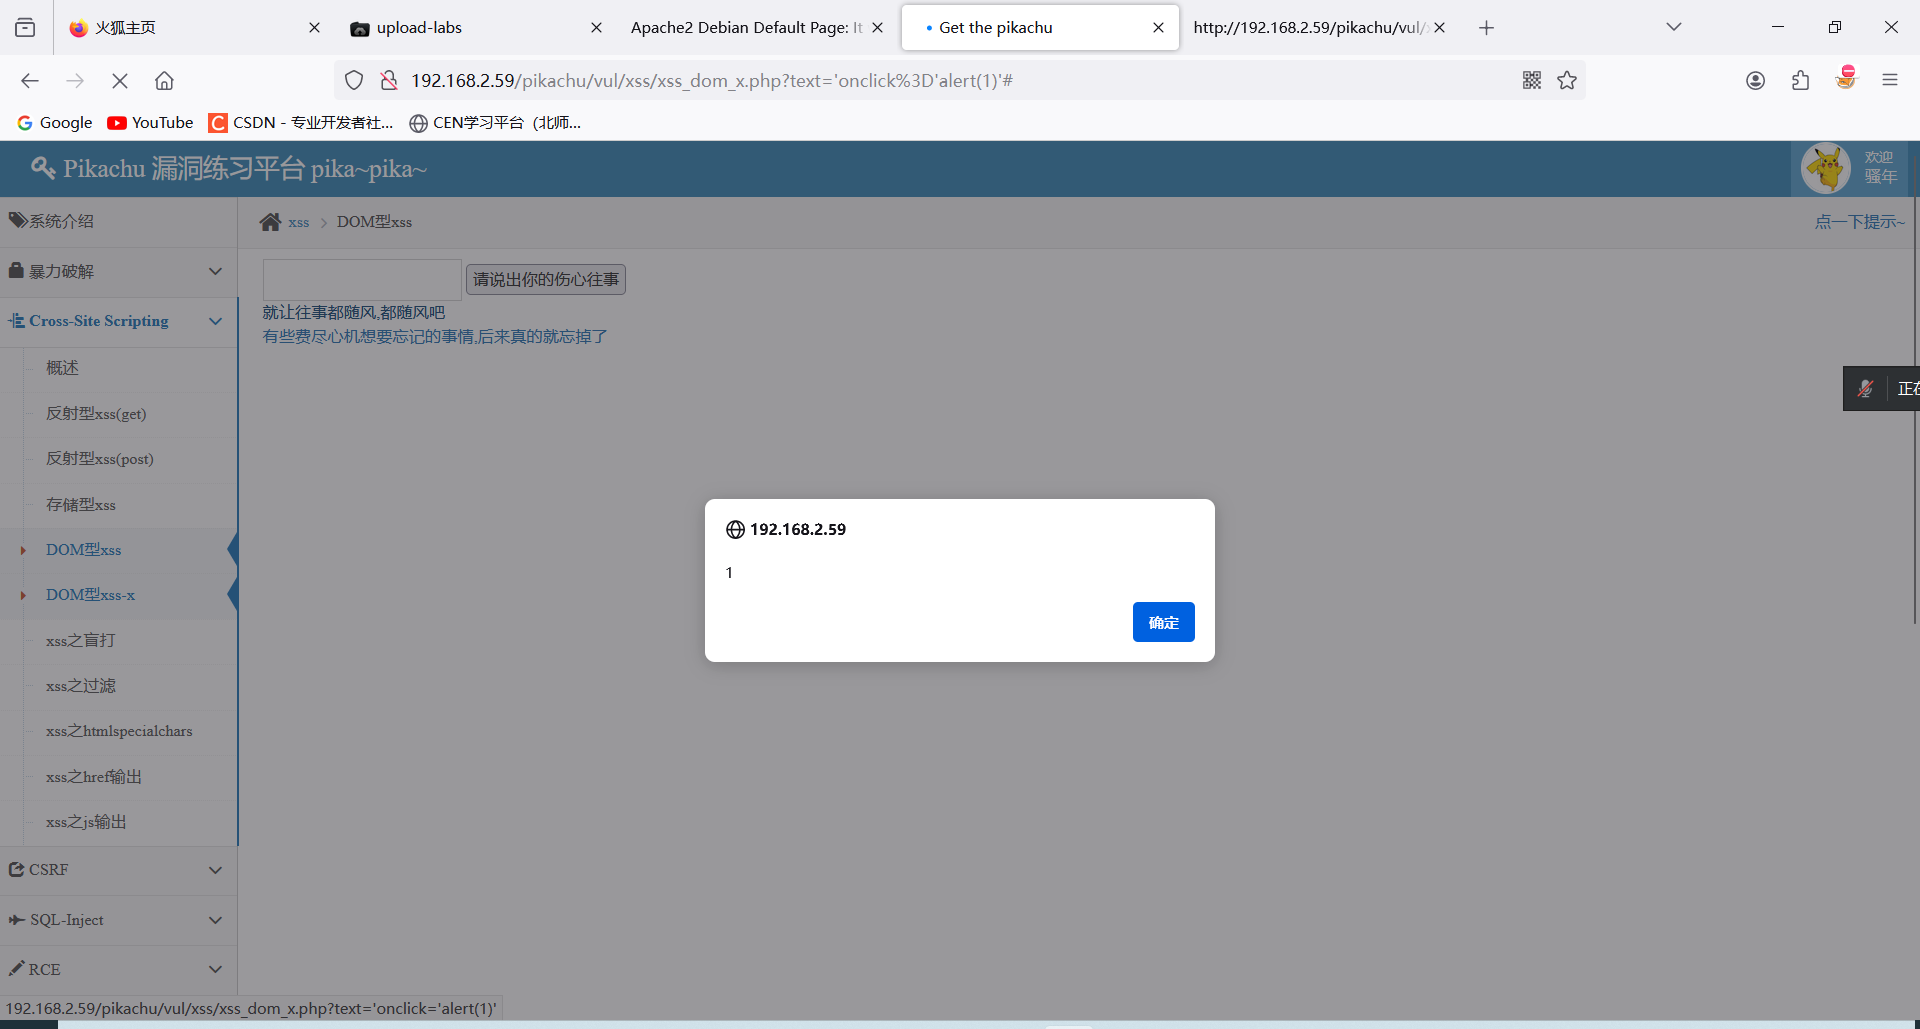 火狐主页
upload-labs
Apache2 Debian Default Page: It
Get the pikachu
http://192.168.2.59/pikachu/vul/
192.168.2.59/pikachu/vul/xss/xss_dom_x.php?text='onclick%3D'alert(1)'#
Google
YouTube
CSDN - 专业开发者社...
CEN学习平台（北师...
Pikachu 漏洞练习平台 pika~pika~
欢迎
骚年
系统介绍
xss
DOM型xss
点一下提示~
暴力破解
请说出你的伤心往事
就让往事都随风,都随风吧
有些费尽心机想要忘记的事情,后来真的就忘掉了
Cross-Site Scripting
概述
反射型xss(get)
反射型xss(post)
存储型xss
DOM型xss
DOM型xss-x
xss之盲打
xss之过滤
xss之htmlspecialchars
xss之href输出
xss之js输出
CSRF
SQL-Inject
RCE
正在
192.168.2.59
1
确定
192.168.2.59/pikachu/vul/xss/xss_dom_x.php?text='onclick='alert(1)'